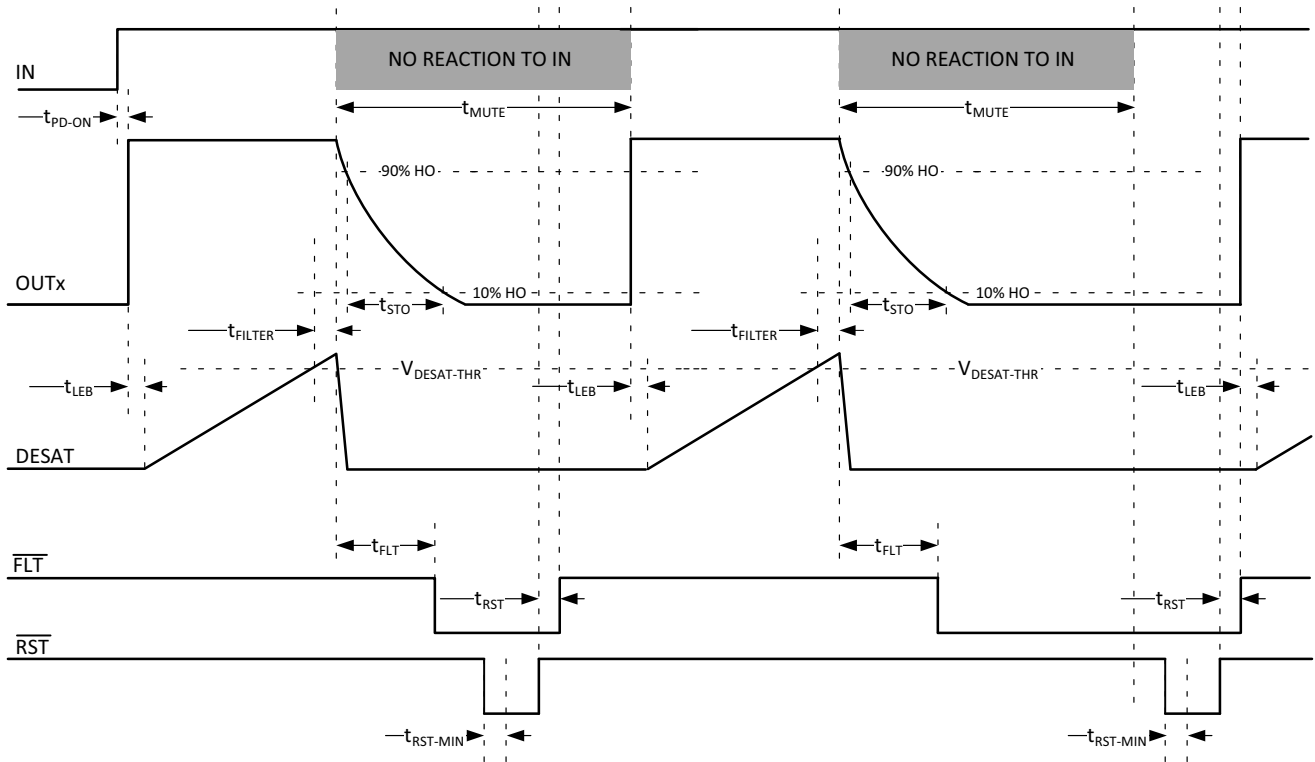 NO REACTION TO IN NO REACTION TO IN
IN
tMUTE tMUTE
tPD-ON
90% HO 90% HO
OUTx 10% HO 10% HO
tSTO tSTO
tFILTER tFILTER
VDESAT-THR VDESAT-THR
tLEB tLEB tLEB
DESAT
tFLT tFLT
FLT
tRST tRST
RST
tRST-MIN tRST-MIN